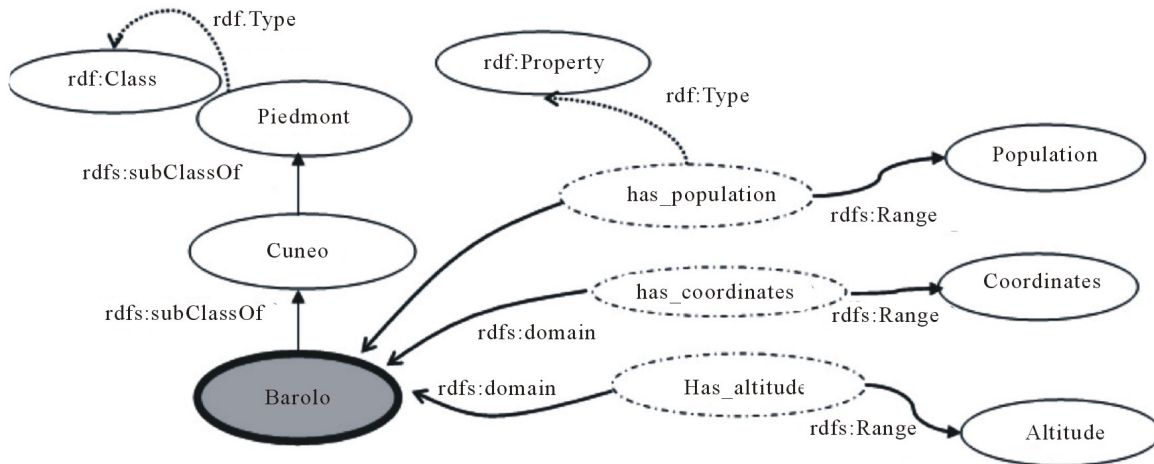 rdf.Type
rdf:Class
rdf:Property
Piedmont
rdf:Type
Population
rdfs:subClassOf
has_population
rdfs:Range
Cuneo
has_coordinates
Coordinates
rdfs:subClassOf
rdfs:domain
rdfs:Range
Barolo
rdfs:domain
Has_altitude
rdfs:Range
Altitude